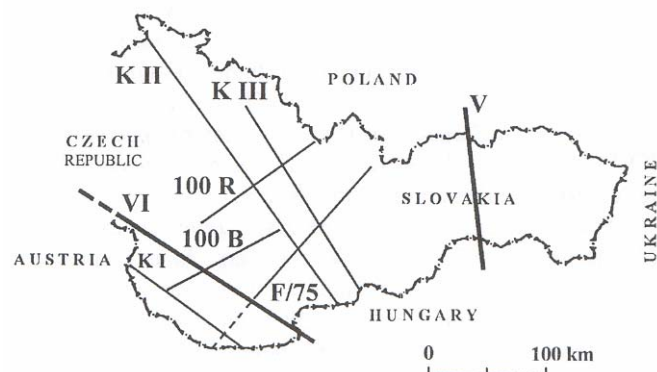 K II
K III
POLAND
V
CZECH
REPUBLIC
100 R
VI
SLOVAKIA
UKRAINE
100 B
AUSTRIA
K I
F/75
HUNGARY
0 100 km